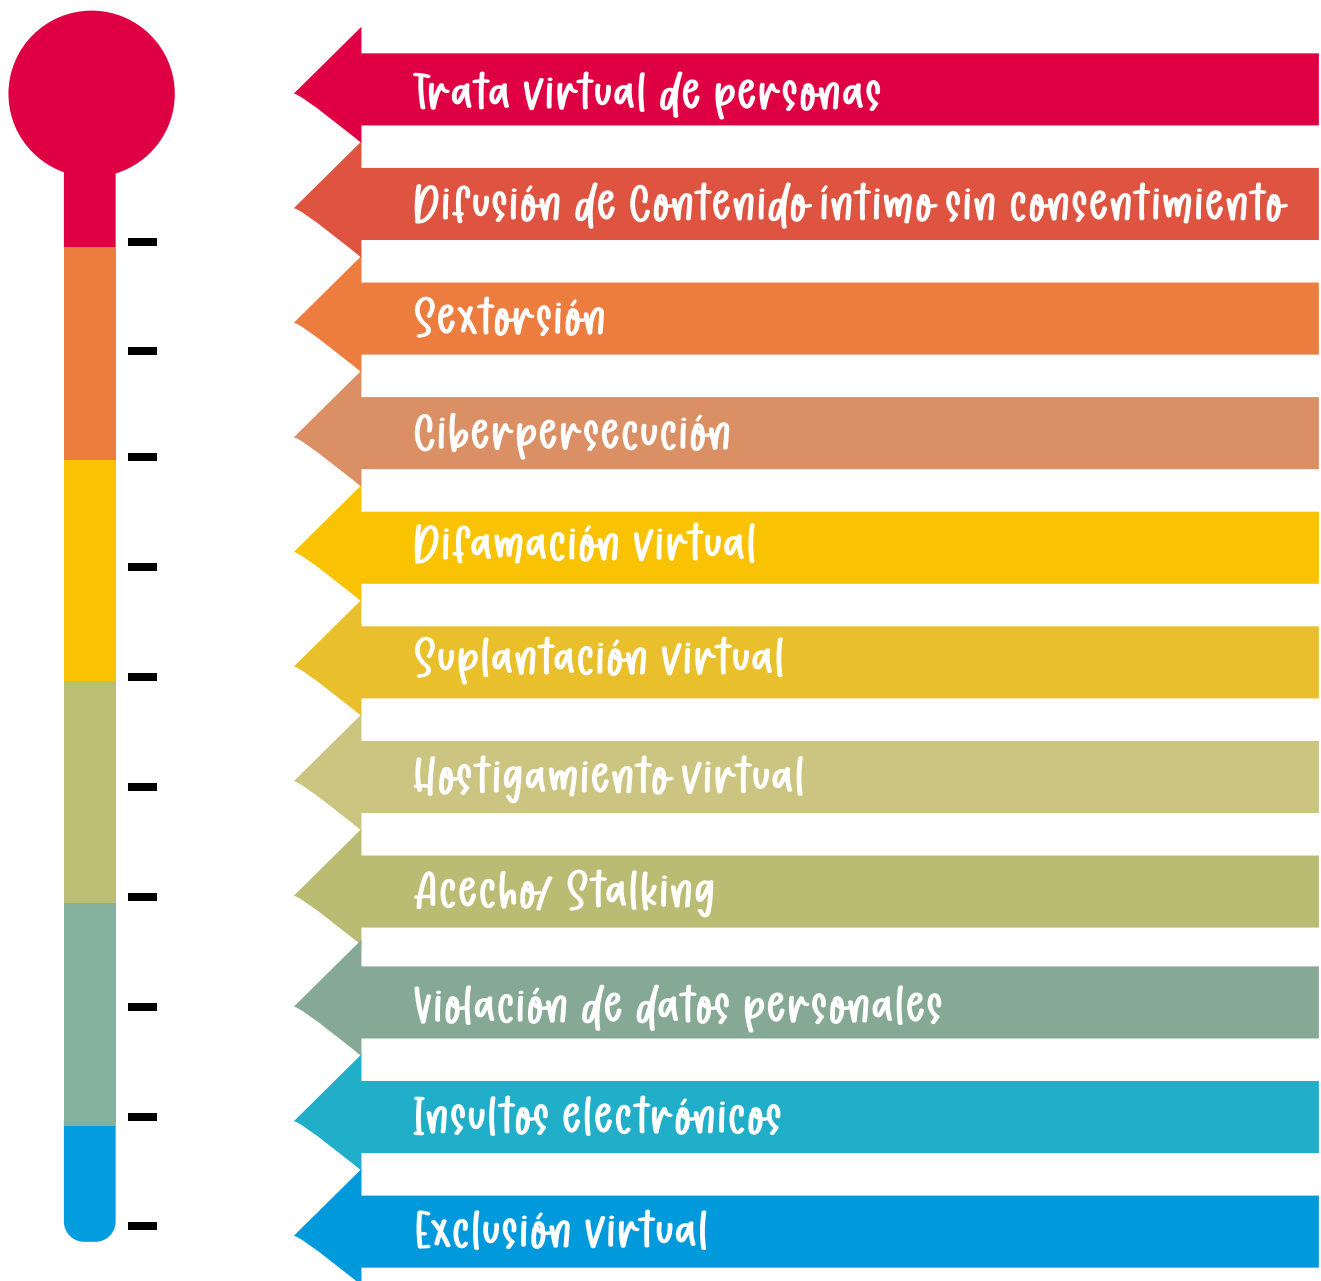 Trata virtual de personas
Difusión de Contenido íntimo sin consentimiento
Sextorsión
Ciberpersecución
Difamación virtual
Suplantación virtual
Hostigamiento virtual
Acecho/ Stalking
Violación de datos personales
Insultos electrónicos
Exclusión virtual